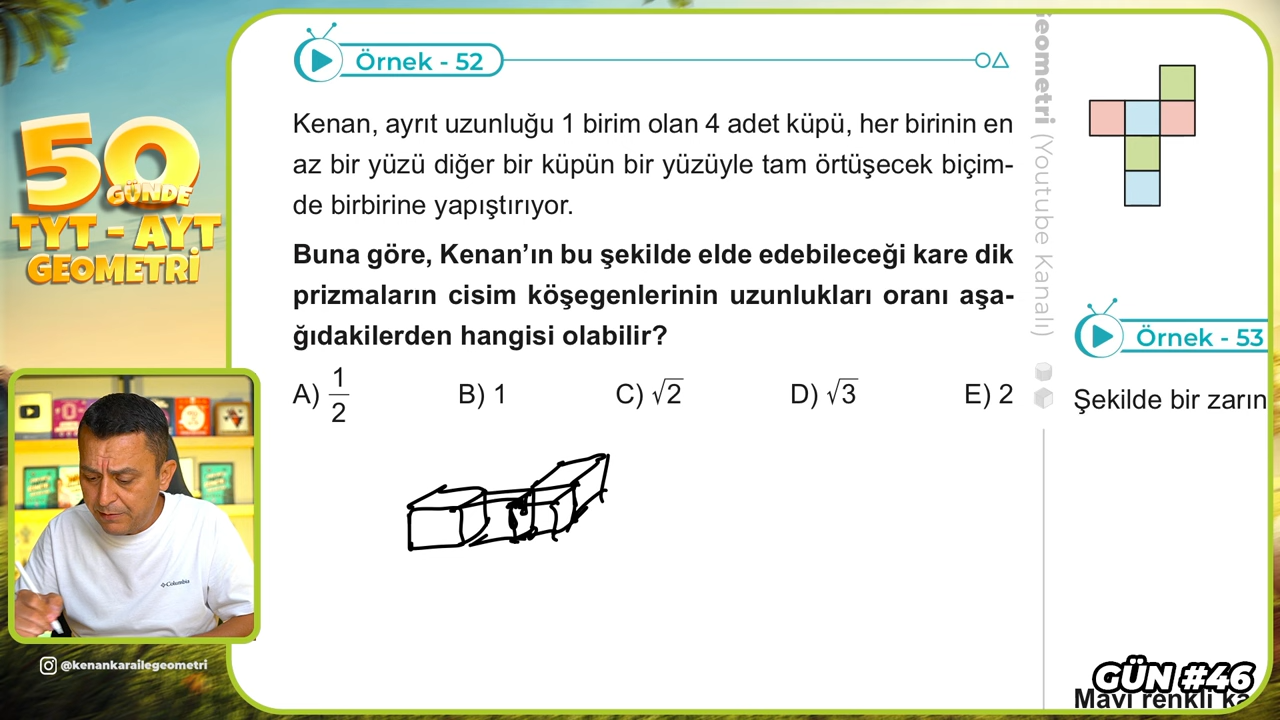 50
GÜNDE
TYT - AYT
GEOMETRİ
Örnek - 52
Kenan, ayrıt uzunluğu 1 birim olan 4 adet küpü, her birinin en
az bir yüzü diğer bir küpün bir yüzüyle tam örtüşecek biçim-
de birbirine yapıştırıyor.
Buna göre, Kenan'ın bu şekilde elde edebileceği kare dik
prizmaların cisim köşegenlerinin uzunlukları oranı aşa-
ğıdakilerden hangisi olabilir?
A) 1/2 B) 1 C) √2 D) √3 E) 2
eometri (Youtube Kanalı)
Örnek - 53
Şekilde bir zarın
Mavi renkli ka
GÜN #46
@kenankarailegeometri
Columbia